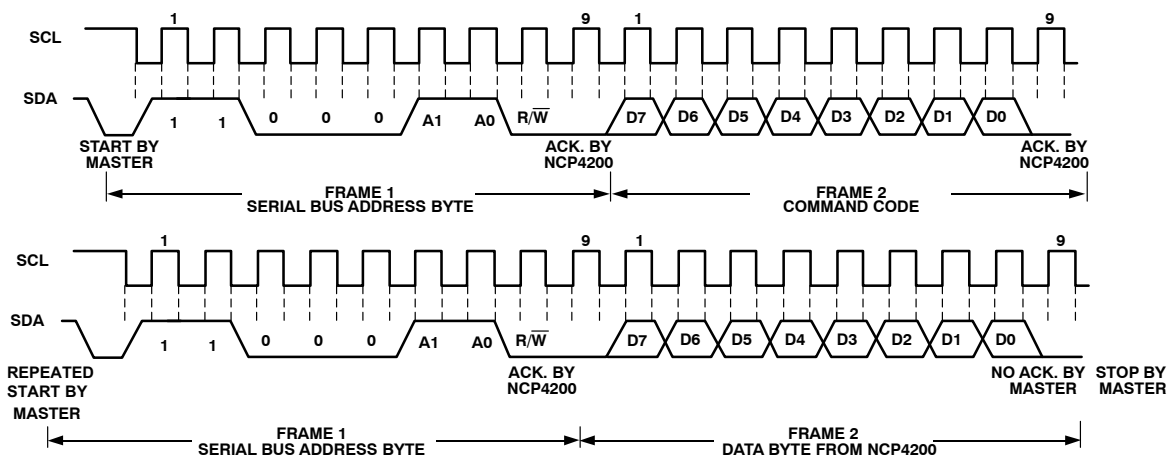 1 9 1 9
SCL
SDA
1 1 0 0 0 A1 A0 R/W D7 D6 D5 D4 D3 D2 D1 D0
START BY
MASTER
ACK. BY
NCP4200
ACK. BY
NCP4200
FRAME 1
SERIAL BUS ADDRESS BYTE
FRAME 2
COMMAND CODE
1 9 1 9
SCL
SDA
1 1 0 0 0 A1 A0 R/W D7 D6 D5 D4 D3 D2 D1 D0
REPEATED
START BY
MASTER
ACK. BY
NCP4200
NO ACK. BY
MASTER
STOP BY
MASTER
FRAME 1
SERIAL BUS ADDRESS BYTE
FRAME 2
DATA BYTE FROM NCP4200